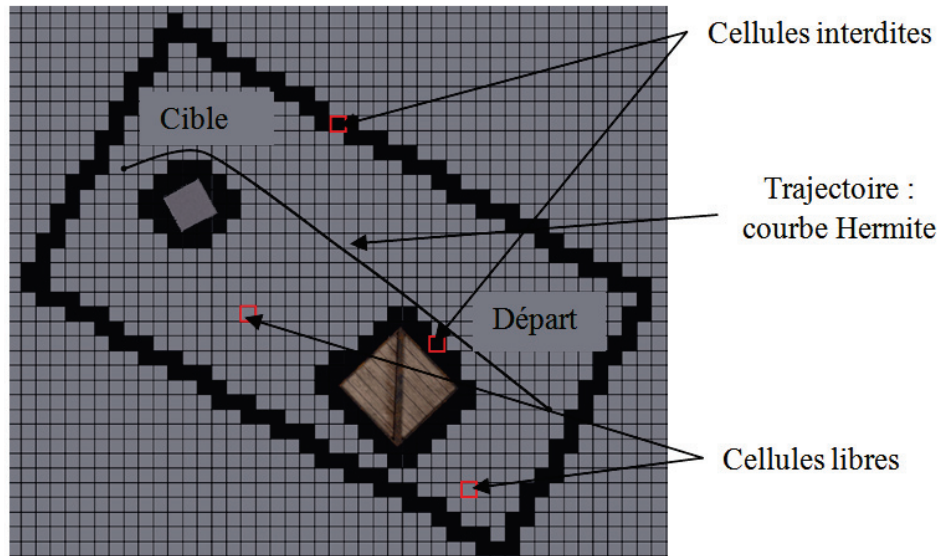 Cellules interdites
Cible
Trajectoire :
courbe Hermite
Départ
Cellules libres